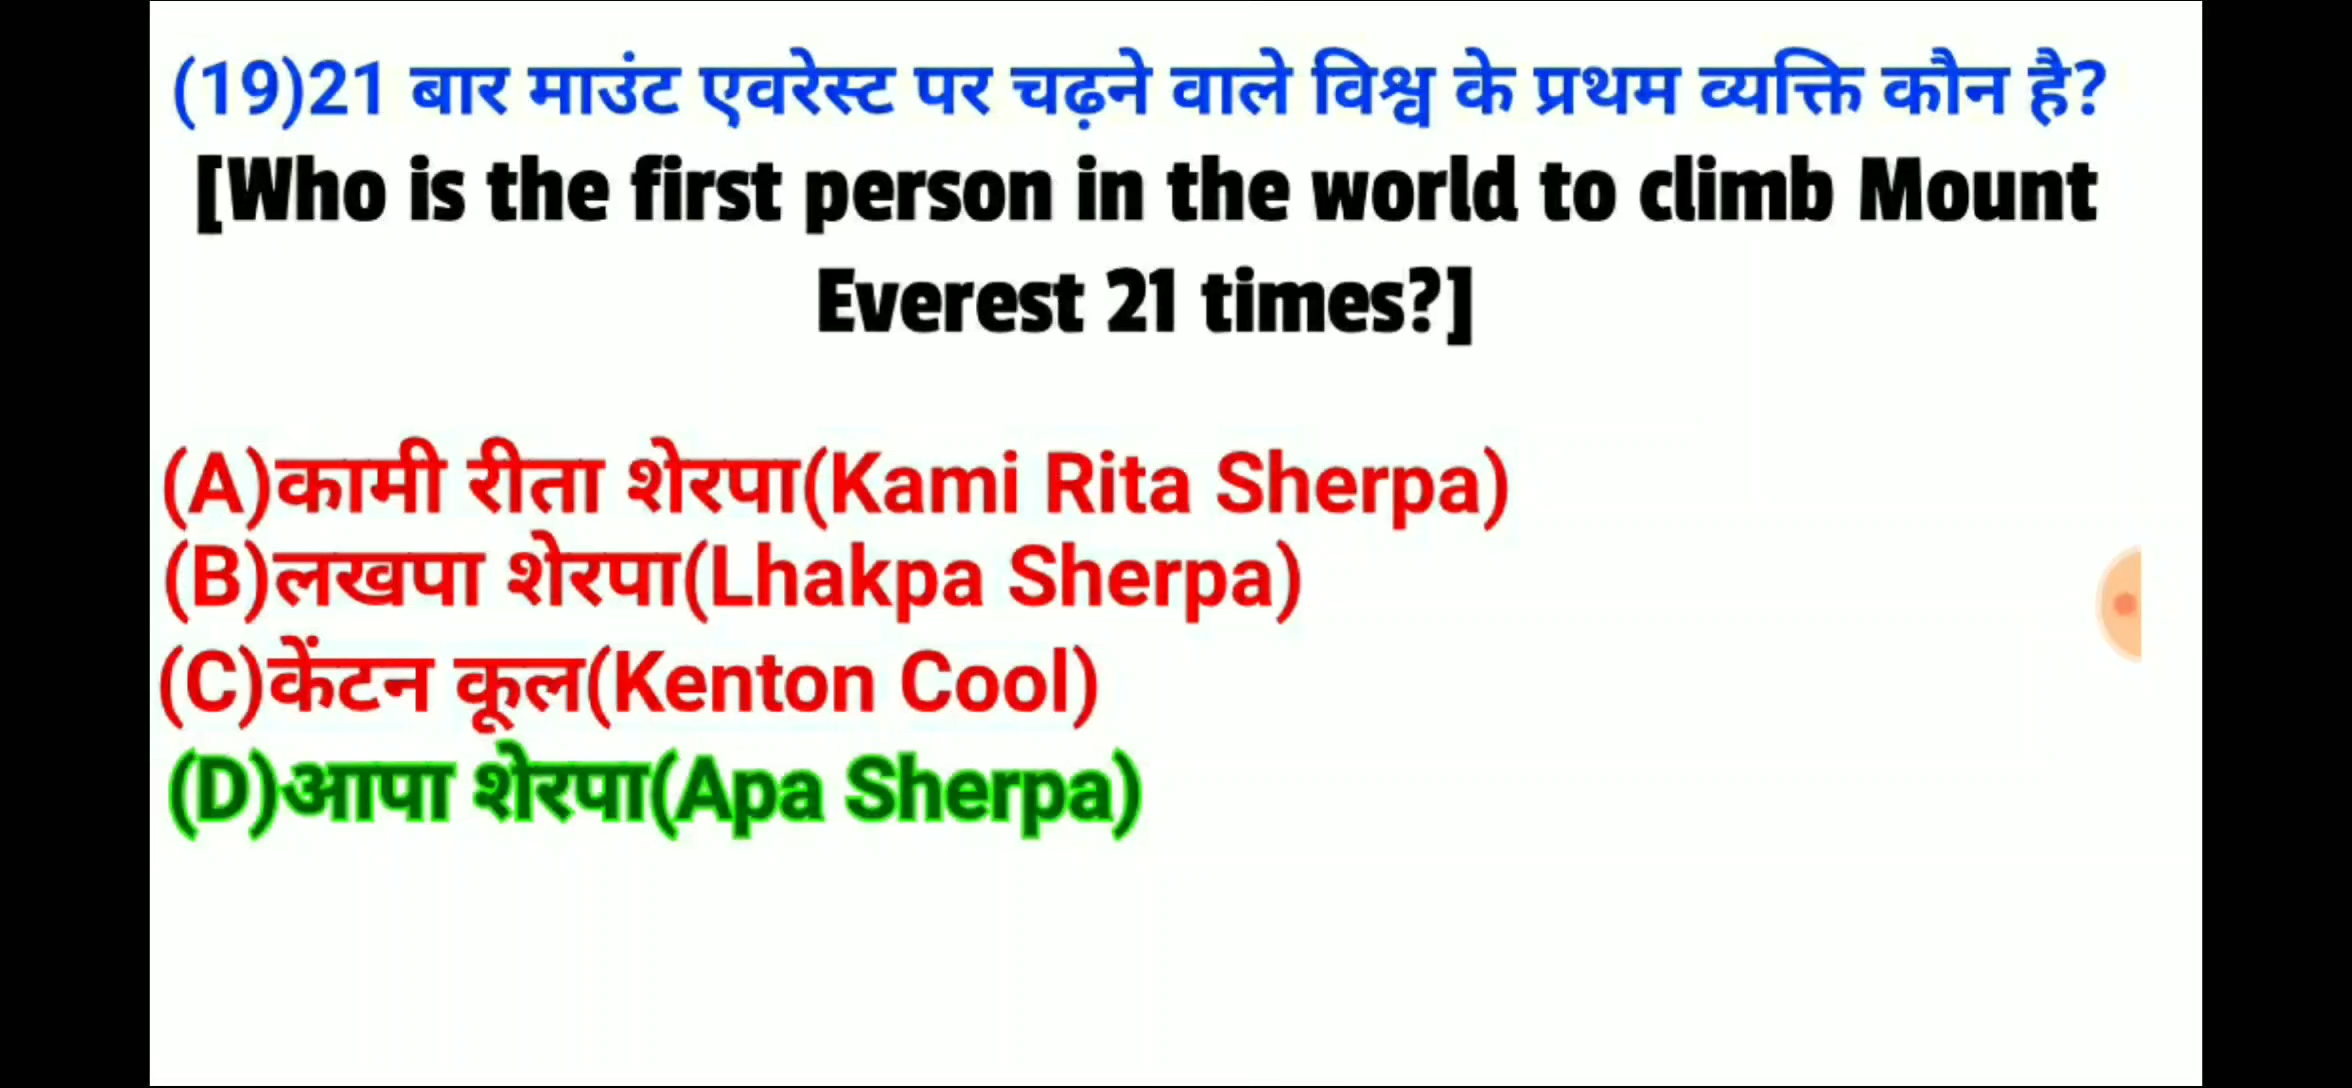 (19)21 बार माउंट एवरेस्ट पर चढ़ने वाले विश्व के प्रथम व्यक्ति कौन है?
[Who is the first person in the world to climb Mount
Everest 21 times?]
(A)कामी रीता शेरपा(Kami Rita Sherpa)
(B)लखपा शेरपा(Lhakpa Sherpa)
(C)केंटन कूल(Kenton Cool)
(D)आपा शेरपा(Apa Sherpa)